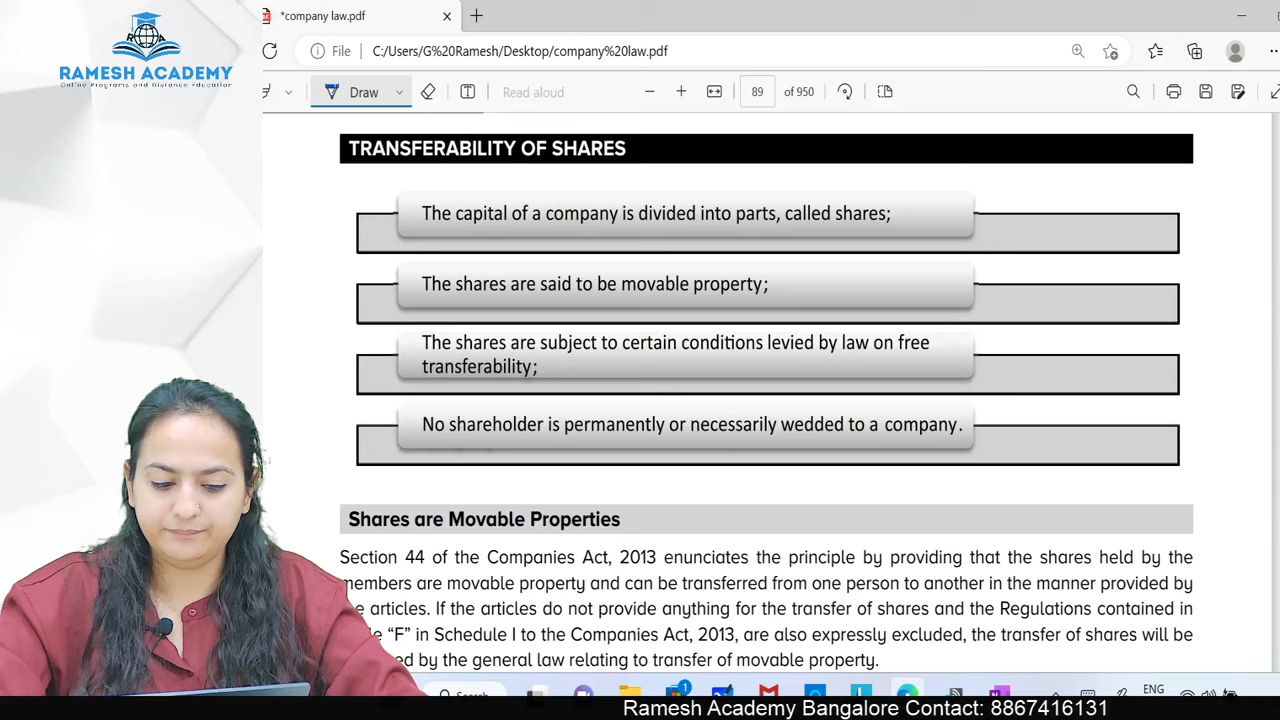 *company law.pdf
RAMESH ACADEMY
Online Programs and Distance Education
File C:/Users/G%20Ramesh/Desktop/company%20law.pdf
Draw Read aloud 89 of 950
TRANSFERABILITY OF SHARES
The capital of a company is divided into parts, called shares;
The shares are said to be movable property;
The shares are subject to certain conditions levied by law on free
transferability;
No shareholder is permanently or necessarily wedded to a company.
Shares are Movable Properties
Section 44 of the Companies Act, 2013 enunciates the principle by providing that the shares held by the
members are movable property and can be transferred from one person to another in the manner provided by
articles. If the articles do not provide anything for the transfer of shares and the Regulations contained in
"F" in Schedule I to the Companies Act, 2013, are also expressly excluded, the transfer of shares will be
by the general law relating to transfer of movable property.
Search 1 ENG
Ramesh Academy Bangalore Contact: 8867416131